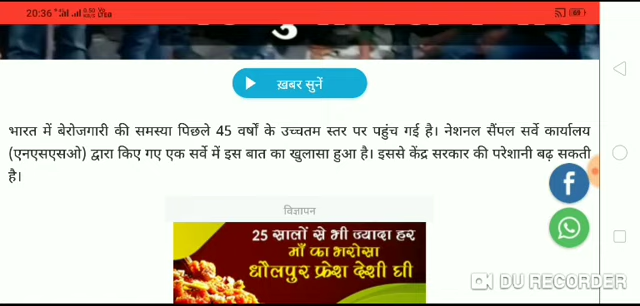 20:36
ख़बर सुनें
भारत में बेरोजगारी की समस्या पिछले 45 वर्षों के उच्चतम स्तर पर पहुंच गई है। नेशनल सैंपल सर्वे कार्यालय
(एनएसएसओ) द्वारा किए गए एक सर्वे में इस बात का खुलासा हुआ है। इससे केंद्र सरकार की परेशानी बढ़ सकती
है।
विज्ञापन
25 सालों से भी ज्यादा हर
माँ का भरोसा
धौलपुर फ्रेश देशी घी
DU RECORDER